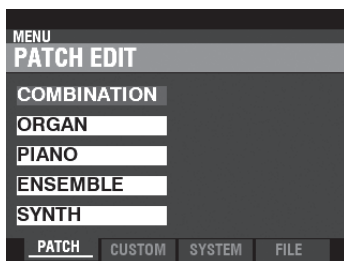 MENU
PATCH EDIT
COMBINATION
ORGAN
PIANO
ENSEMBLE
SYNTH
PATCH CUSTOM SYSTEM FILE